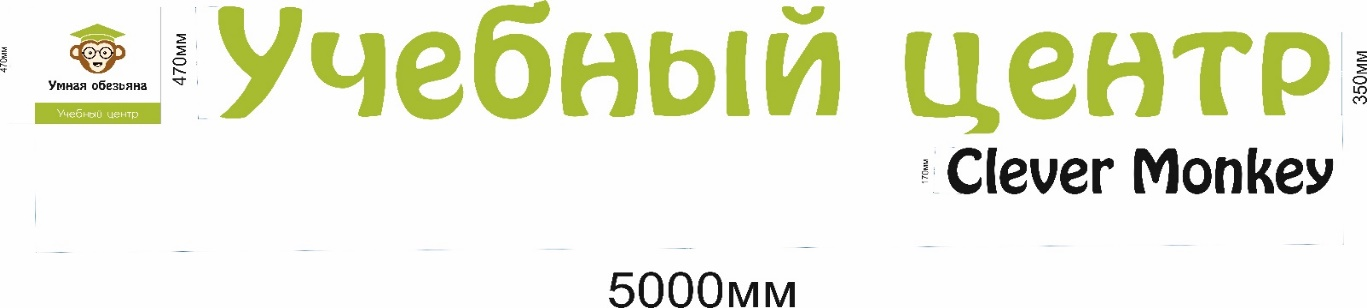 Учебный центр
470мм
470мм
350мм
Умная обезьяна
Учебный центр
Clever Monkey
170мм
5000мм